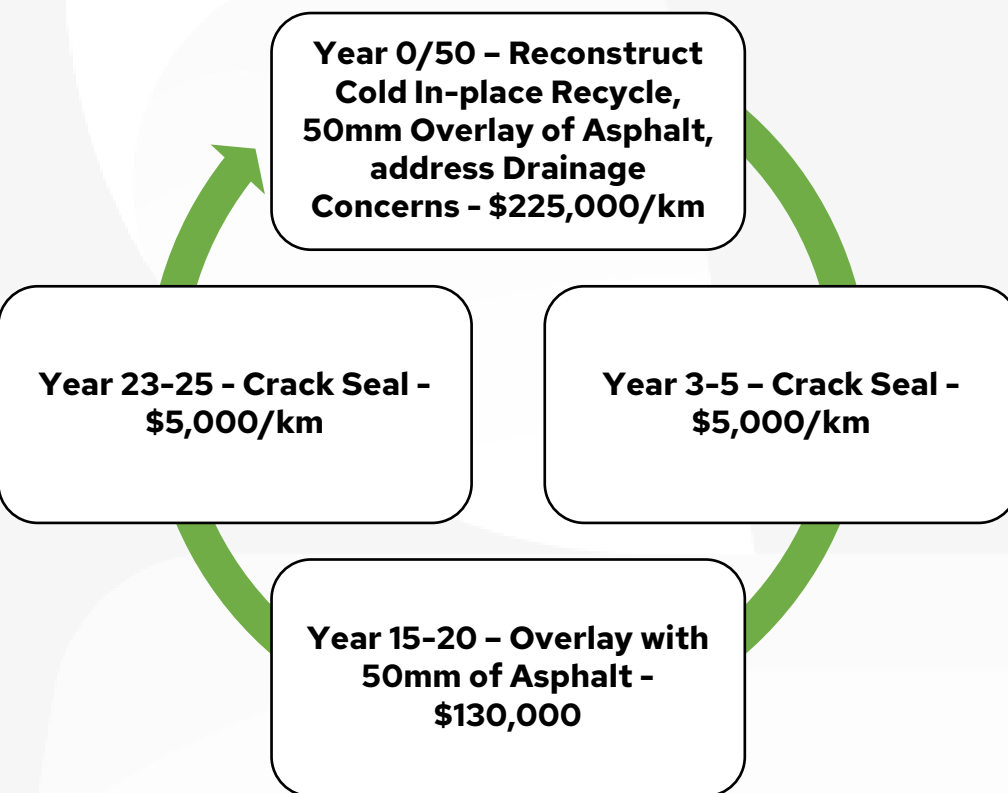 Year 0/50 – Reconstruct
Cold In-place Recycle,
50mm Overlay of Asphalt,
address Drainage
Concerns - $225,000/km
Year 23-25 - Crack Seal -
$5,000/km
Year 3-5 – Crack Seal -
$5,000/km
Year 15-20 – Overlay with
50mm of Asphalt -
$130,000